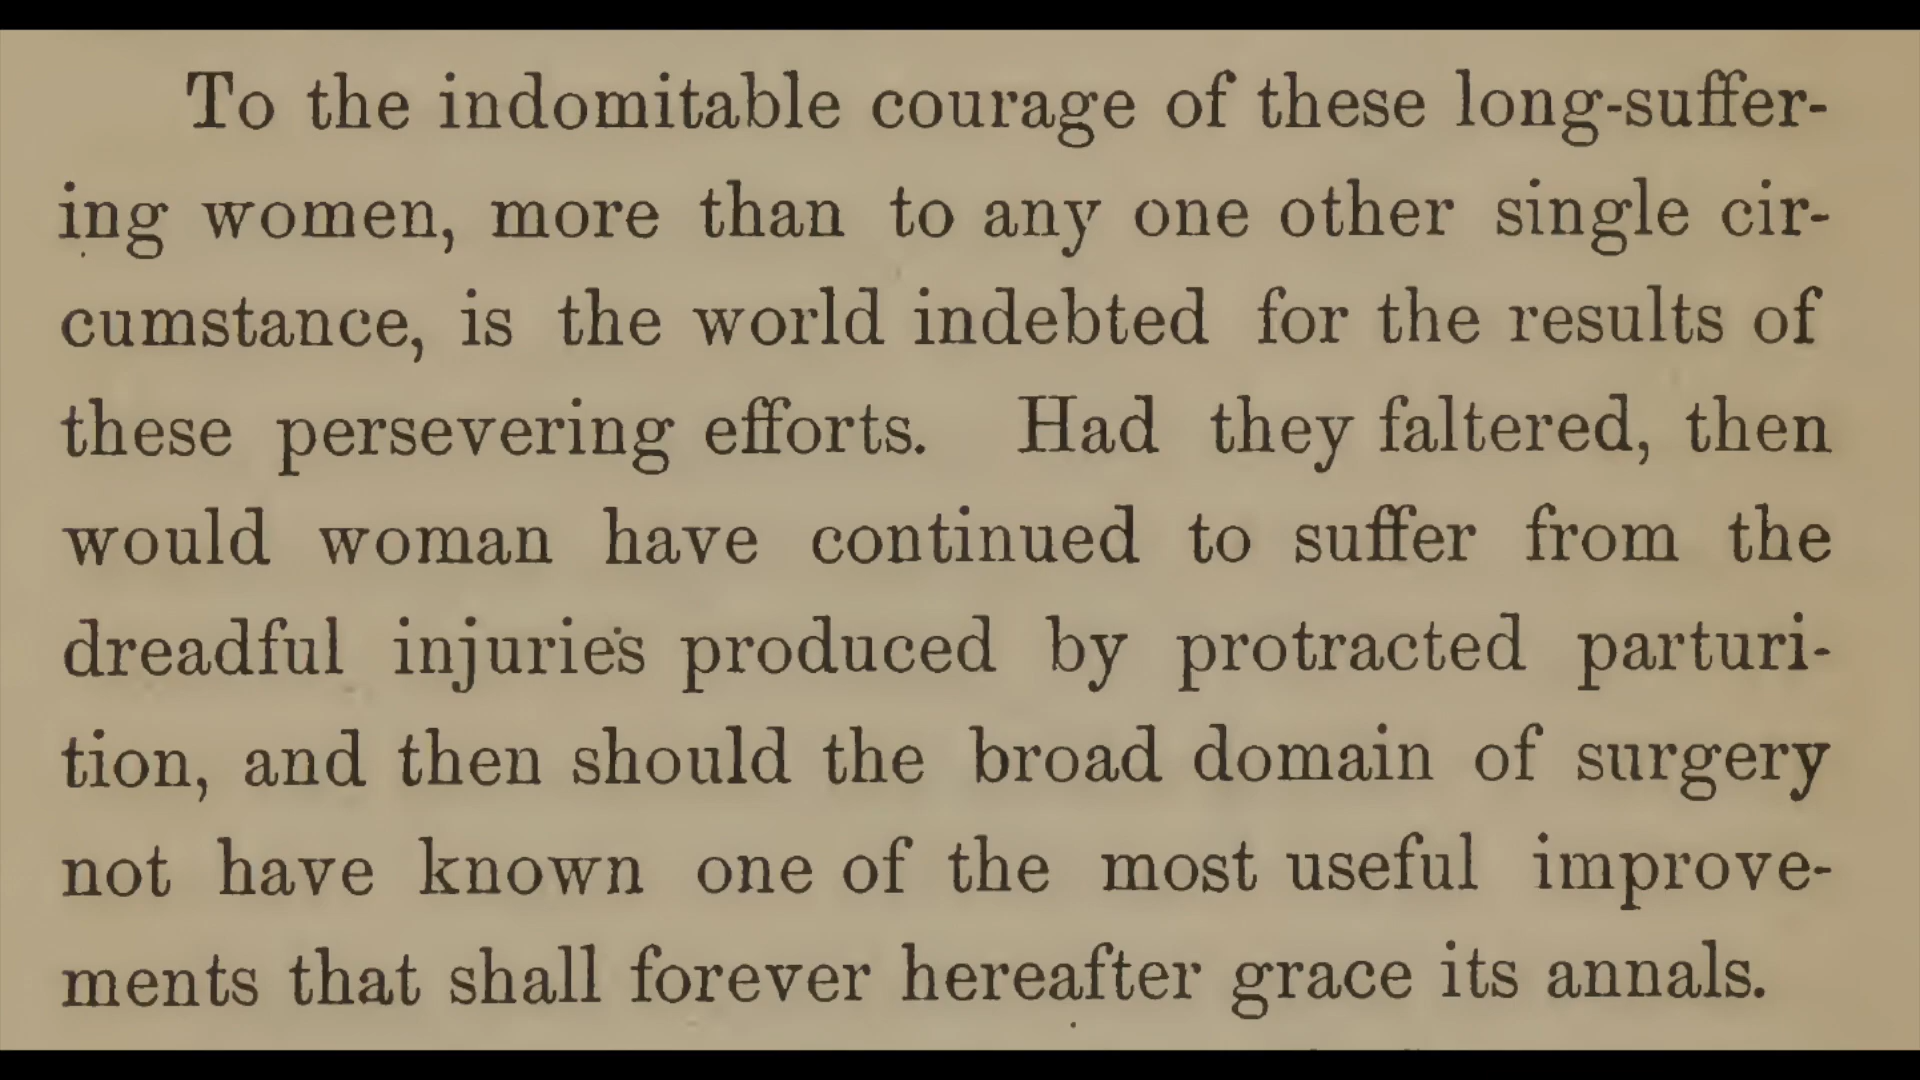 To the indomitable courage of these long-suffer-
ing women, more than to any one other single cir-
cumstance, is the world indebted for the results of
these persevering efforts. Had they faltered, then
would woman have continued to suffer from the
dreadful injuries produced by protracted parturi-
tion, and then should the broad domain of surgery
not have known one of the most useful improve-
ments that shall forever hereafter grace its annals.